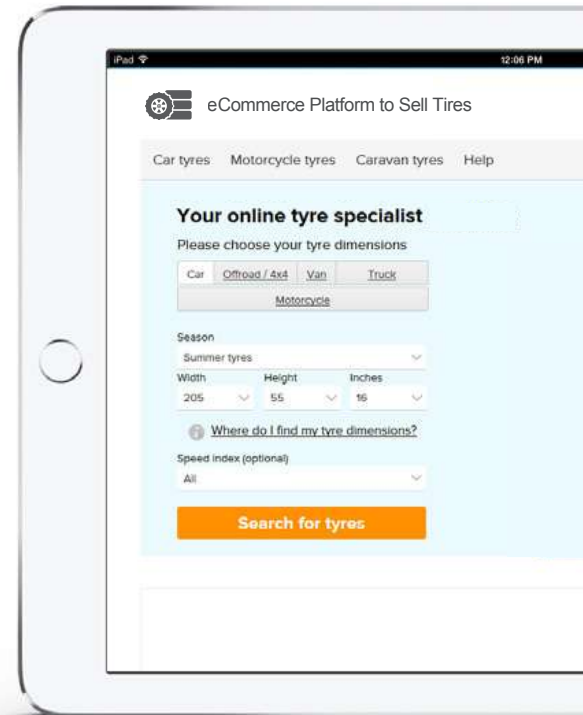 iPad 12:06 PM
eCommerce Platform to Sell Tires
Car tyres Motorcycle tyres Caravan tyres Help
Your online tyre specialist
Please choose your tyre dimensions
Car Offroad / 4x4 Van Truck
Motorcycle
Season
Summer tyres
Width Height Inches
205 55 16
Where do I find my tyre dimensions?
Speed index (optional)
All
Search for tyres